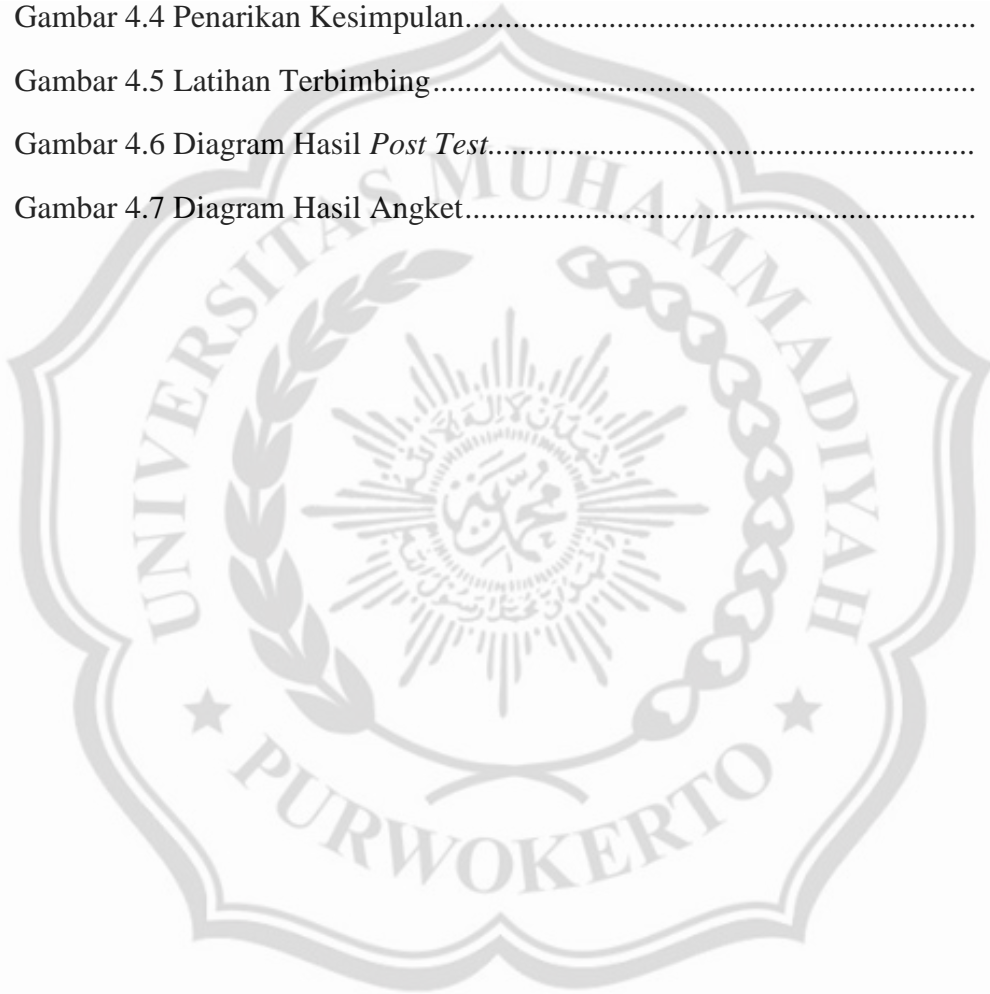 Gambar 4.4 Penarikan Kesimpulan......................................................................................
Gambar 4.5 Latihan Terbimbing...........................................................................................
Gambar 4.6 Diagram Hasil Post Test..................................................................................
Gambar 4.7 Diagram Hasil Angket......................................................................................
UNIVERSITAS MUHAMMADIYAH
PURWOKERTO
محمد